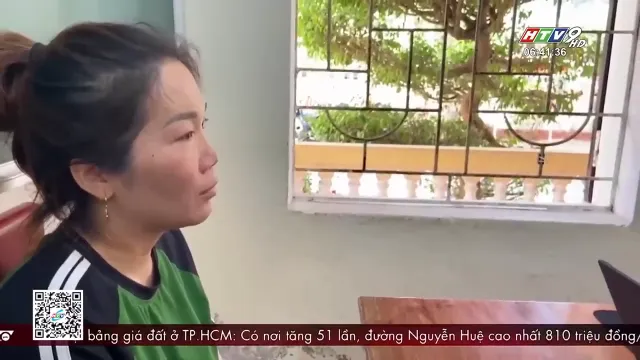 HTV9 HD
06:41:36
bảng giá đất ở TP.HCM: Có nơi tăng 51 lần, đường Nguyễn Huệ cao nhất 810 triệu đồng